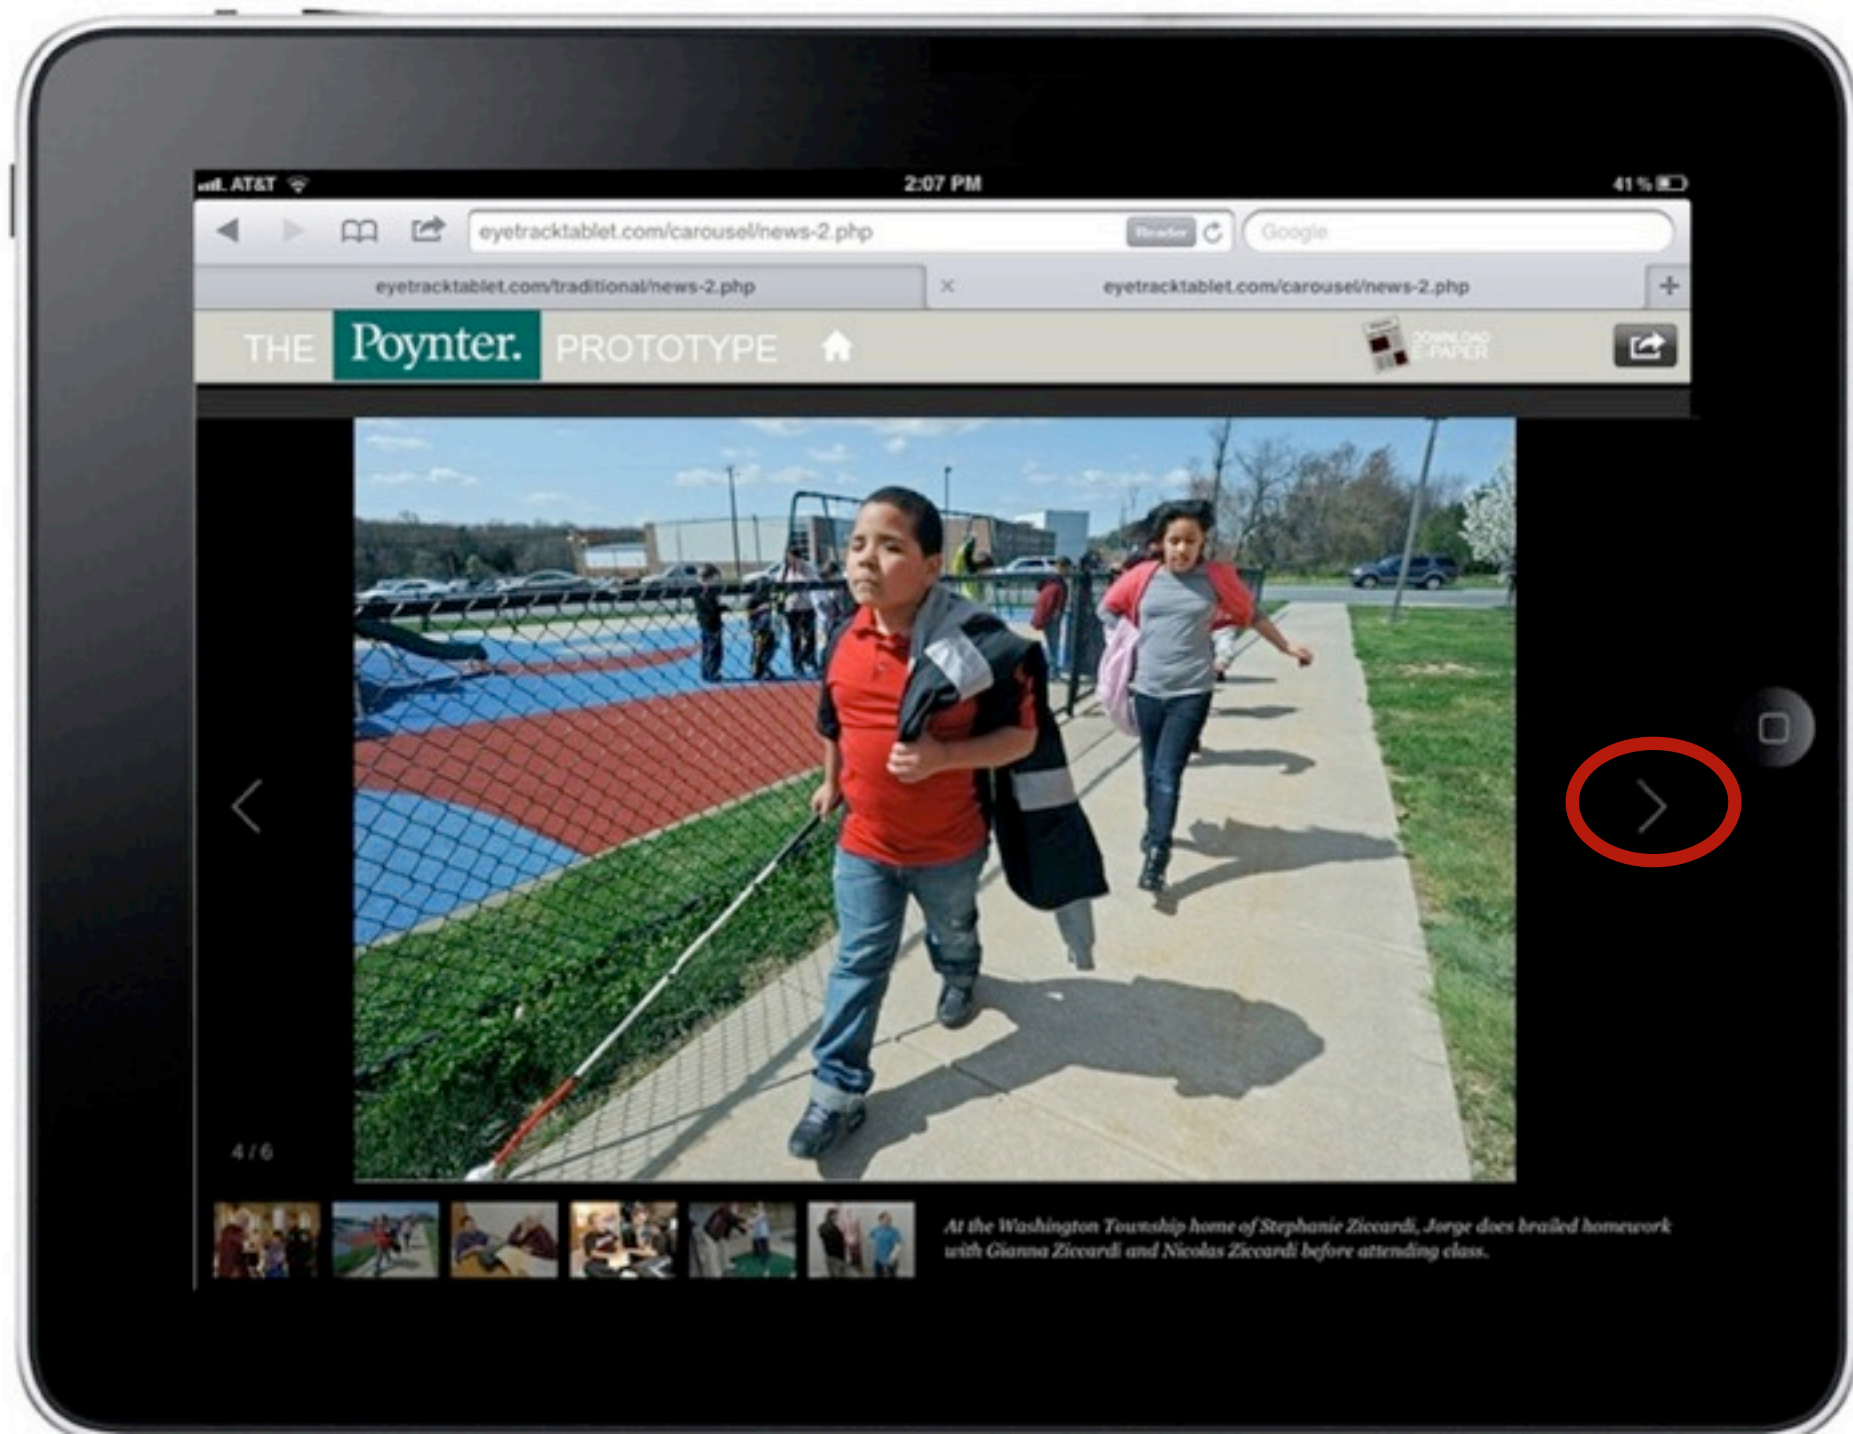 AT&T 2:07 PM 41%
eyetracktablet.com/carousel/news-2.php Reader Google
eyetracktablet.com/traditional/news-2.php × eyetracktablet.com/carousel/news-2.php +
THE Poynter. PROTOTYPE DOWNLOAD
E-PAPER
4 / 6
At the Washington Township home of Stephanie Ziccardi, Jorge does brailed homework
with Gianna Ziccardi and Nicolas Ziccardi before attending class.